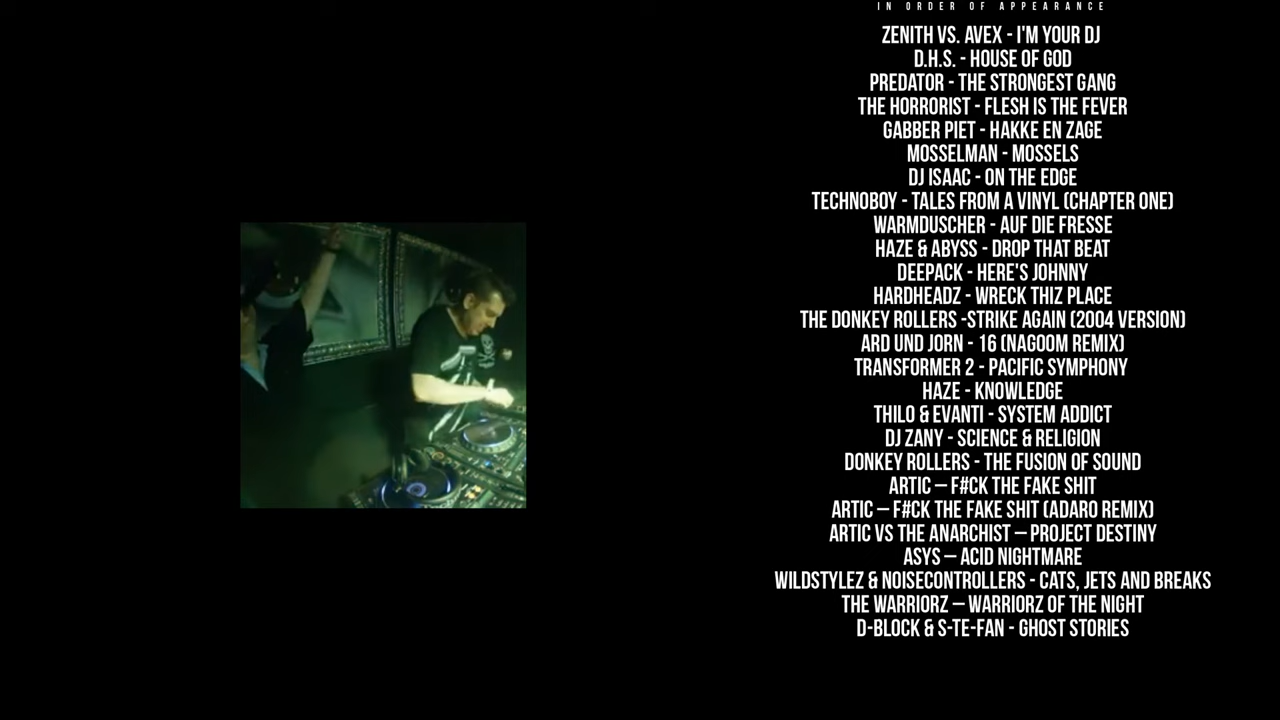 IN ORDER OF APPEARANCE
ZENITH VS. AVEX - I'M YOUR DJ
D.H.S. - HOUSE OF GOD
PREDATOR - THE STRONGEST GANG
THE HORRORIST - FLESH IS THE FEVER
GABBER PIET - HAKKE EN ZAGE
MOSSELMAN - MOSSELS
DJ ISAAC - ON THE EDGE
TECHNOBOY - TALES FROM A VINYL (CHAPTER ONE)
WARMDUSCHER - AUF DIE FRESSE
HAZE & ABYSS - DROP THAT BEAT
DEEPACK - HERE'S JOHNNY
HARDHEADZ - WRECK THIZ PLACE
THE DONKEY ROLLERS -STRIKE AGAIN (2004 VERSION)
ARD UND JORN - 16 (NAGOOM REMIX)
TRANSFORMER 2 - PACIFIC SYMPHONY
HAZE - KNOWLEDGE
THILO & EVANTI - SYSTEM ADDICT
DJ ZANY - SCIENCE & RELIGION
DONKEY ROLLERS - THE FUSION OF SOUND
ARTIC – F#CK THE FAKE SHIT
ARTIC – F#CK THE FAKE SHIT (ADARO REMIX)
ARTIC VS THE ANARCHIST – PROJECT DESTINY
ASYS – ACID NIGHTMARE
WILDSTYLEZ & NOISECONTROLLERS - CATS, JETS AND BREAKS
THE WARRIORZ – WARRIORZ OF THE NIGHT
D-BLOCK & S-TE-FAN - GHOST STORIES